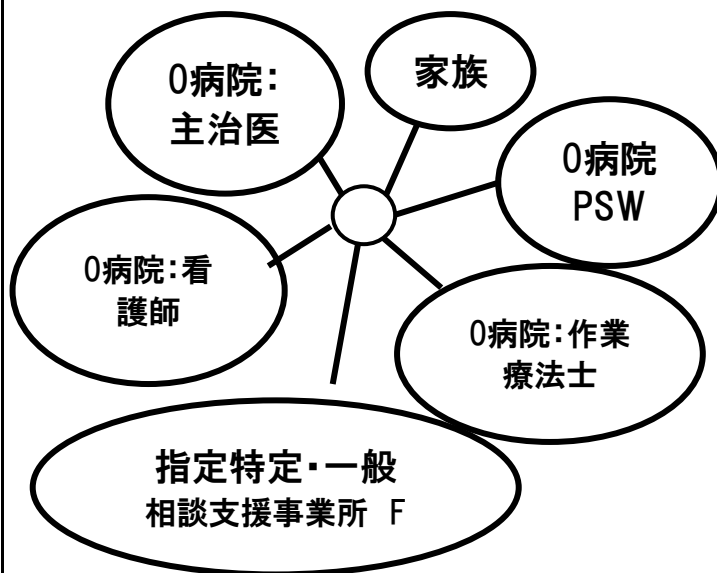 O病院：
主治医
家族
O病院
PSW
O病院：看
護師
O病院：作業
療法士
指定特定・一般
相談支援事業所 F